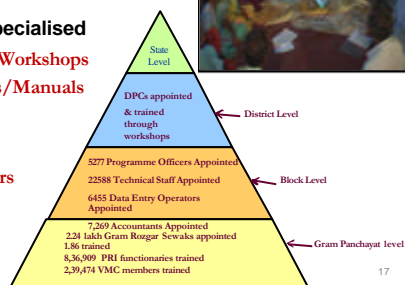 pecialised
Workshops
s/Manuals
rs
State
Level
DPCs appointed
& trained
through
workshops
District Level
5277 Programme Officers Appointed
22588 Technical Staff Appointed
6455 Data Entry Operators
Appointed
Block Level
7,269 Accountants Appointed
2.24 lakh Gram Rozgar Sewaks appointed
1.86 trained
8,36,909 PRI functionaries trained
2,39,474 VMC members trained
Gram Panchayat level
17